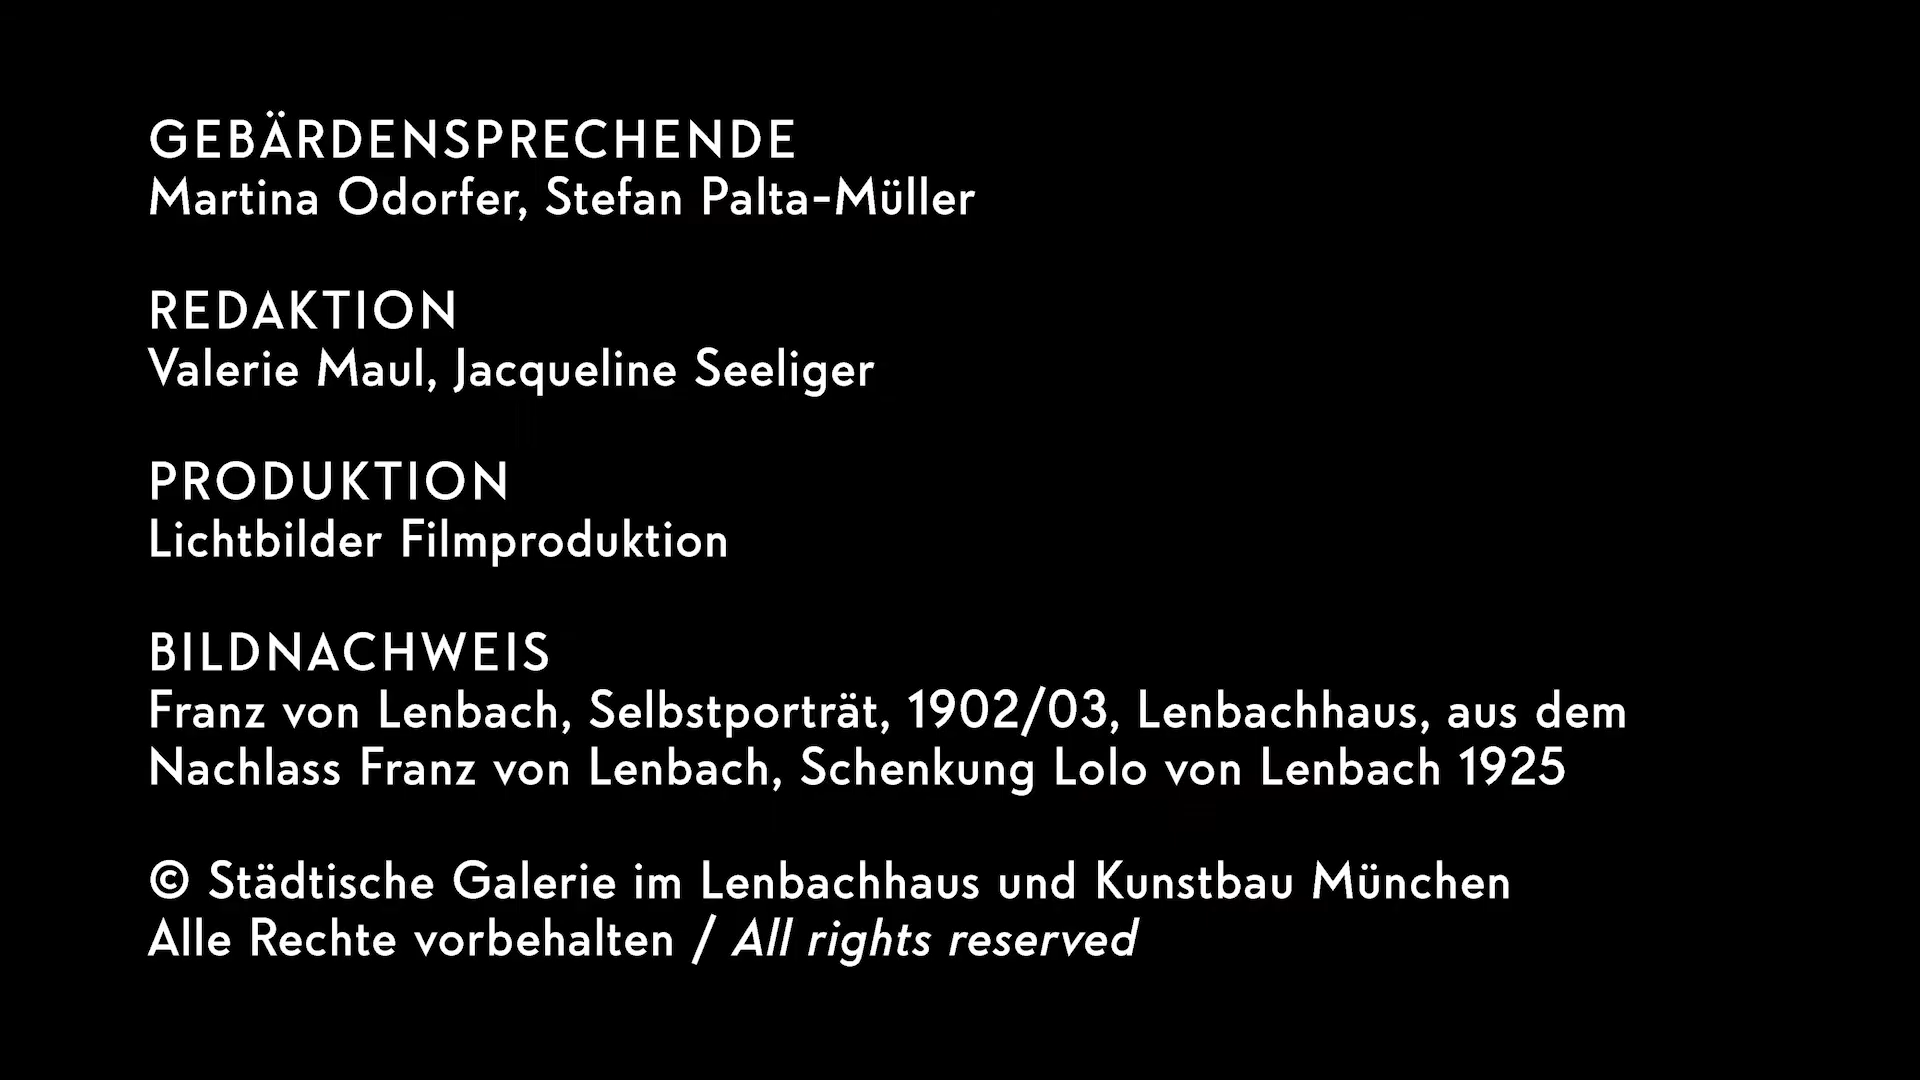 GEBÄRDENSPRECHENDE
Martina Odorfer, Stefan Palta-Müller
REDAKTION
Valerie Maul, Jacqueline Seeliger
PRODUKTION
Lichtbilder Filmproduktion
BILDNACHWEIS
Franz von Lenbach, Selbstporträt, 1902/03, Lenbachhaus, aus dem
Nachlass Franz von Lenbach, Schenkung Lolo von Lenbach 1925
© Städtische Galerie im Lenbachhaus und Kunstbau München
Alle Rechte vorbehalten / All rights reserved